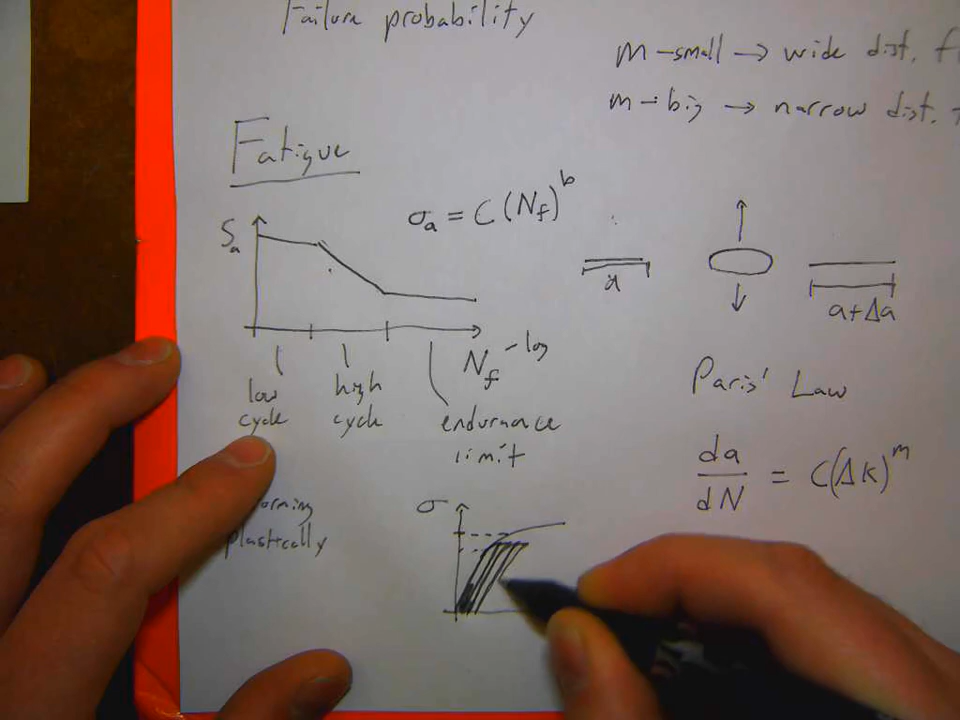 Failure probability
m-small → wide dist.
m-big → narrow dist.
Fatigue
σa = C(Nf)^b
Sa
Nf -log
low cycle
high cycle
endurance limit
a
a+Δa
Paris' Law
da/dN = C(ΔK)^m
plastically
σ